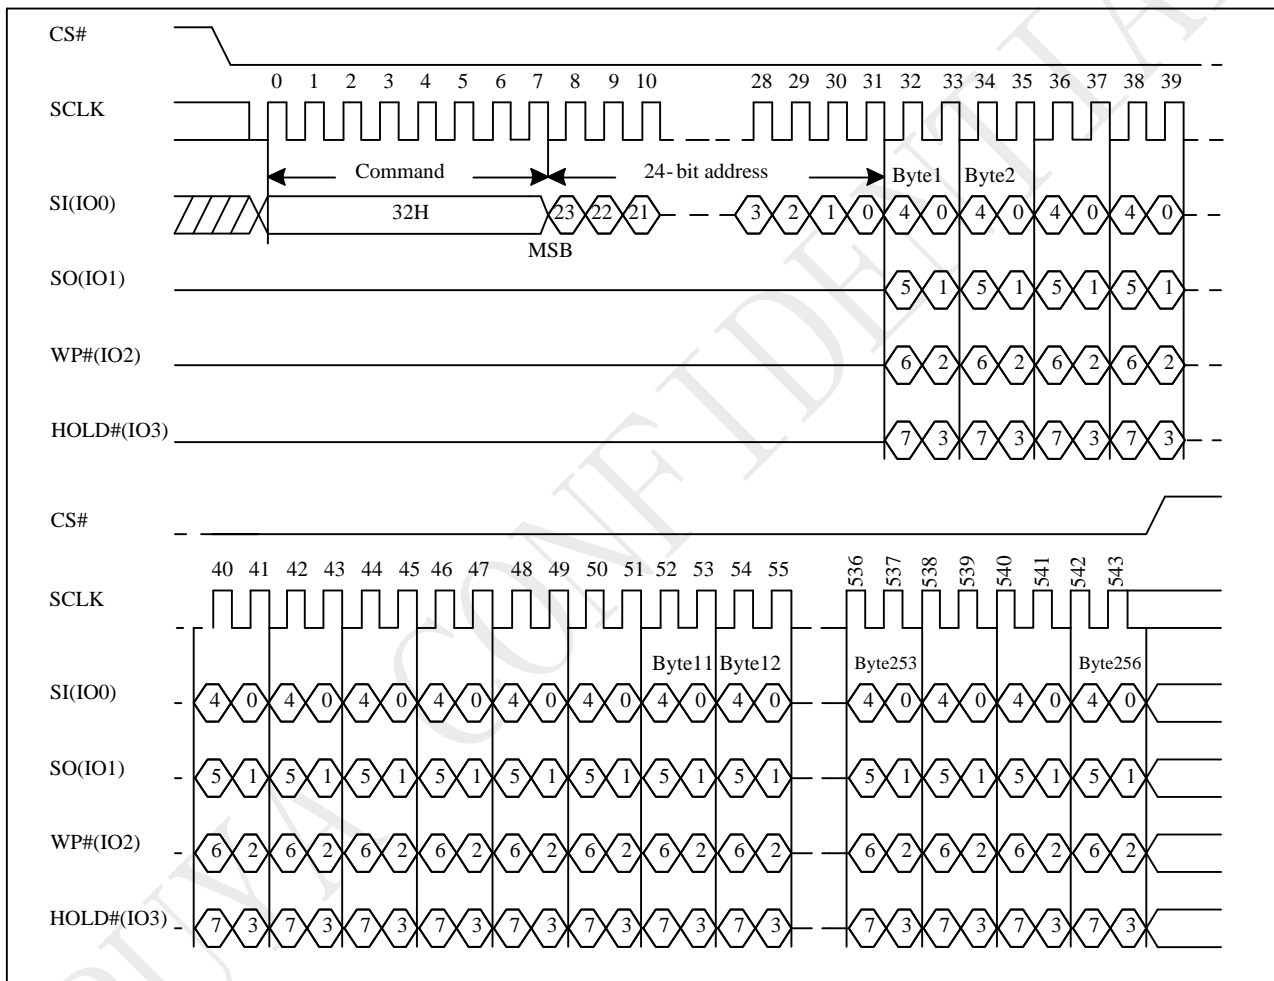 CS#
0 1 2 3 4 5 6 7 8 9 10 28 29 30 31 32 33 34 35 36 37 38 39
SCLK
Command 24-bit address Byte1 Byte2
SI(IO0) 32H 23 22 21 3 2 1 0 4 0 4 0 4 0 4 0
MSB
SO(IO1) 5 1 5 1 5 1 5 1
WP#(IO2) 6 2 6 2 6 2 6 2
HOLD#(IO3) 7 3 7 3 7 3 7 3
CS#
40 41 42 43 44 45 46 47 48 49 50 51 52 53 54 55 536 537 538 539 540 541 542 543
SCLK
Byte11 Byte12 Byte253 Byte256
SI(IO0) 4 0 4 0 4 0 4 0 4 0 4 0 4 0 4 0 4 0 4 0 4 0 4 0
SO(IO1) 5 1 5 1 5 1 5 1 5 1 5 1 5 1 5 1 5 1 5 1 5 1 5 1
WP#(IO2) 6 2 6 2 6 2 6 2 6 2 6 2 6 2 6 2 6 2 6 2 6 2 6 2
HOLD#(IO3) 7 3 7 3 7 3 7 3 7 3 7 3 7 3 7 3 7 3 7 3 7 3 7 3